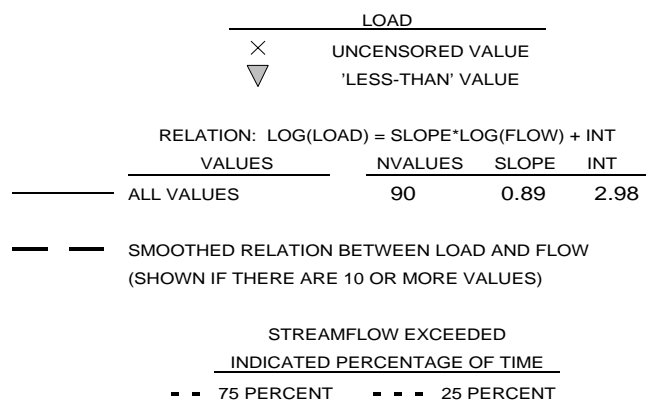 LOAD
UNCENSORED VALUE
'LESS-THAN' VALUE
RELATION: LOG(LOAD) = SLOPE*LOG(FLOW) + INT
VALUES NVALUES SLOPE INT
ALL VALUES 90 0.89 2.98
SMOOTHED RELATION BETWEEN LOAD AND FLOW
(SHOWN IF THERE ARE 10 OR MORE VALUES)
STREAMFLOW EXCEEDED
INDICATED PERCENTAGE OF TIME
75 PERCENT 25 PERCENT